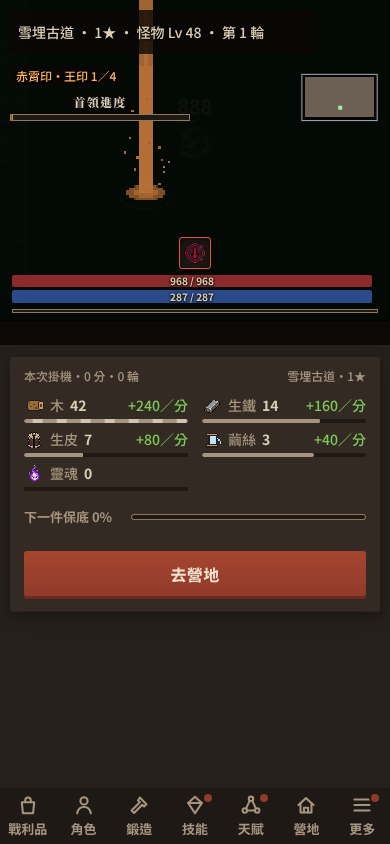 雪埋古道 • 1★ • 怪物 Lv 48 • 第 1 輪
赤霄印・王印 1／4
首領進度
888
968 / 968
287 / 287
本次掛機・0 分・0 輪
雪埋古道・1★
木 42 +240／分
生鐵 14 +160／分
生皮 7 +80／分
繭絲 3 +40／分
靈魂 0
下一件保底 0%
去營地
戰利品 角色 鍛造 技能 天賦 營地 更多